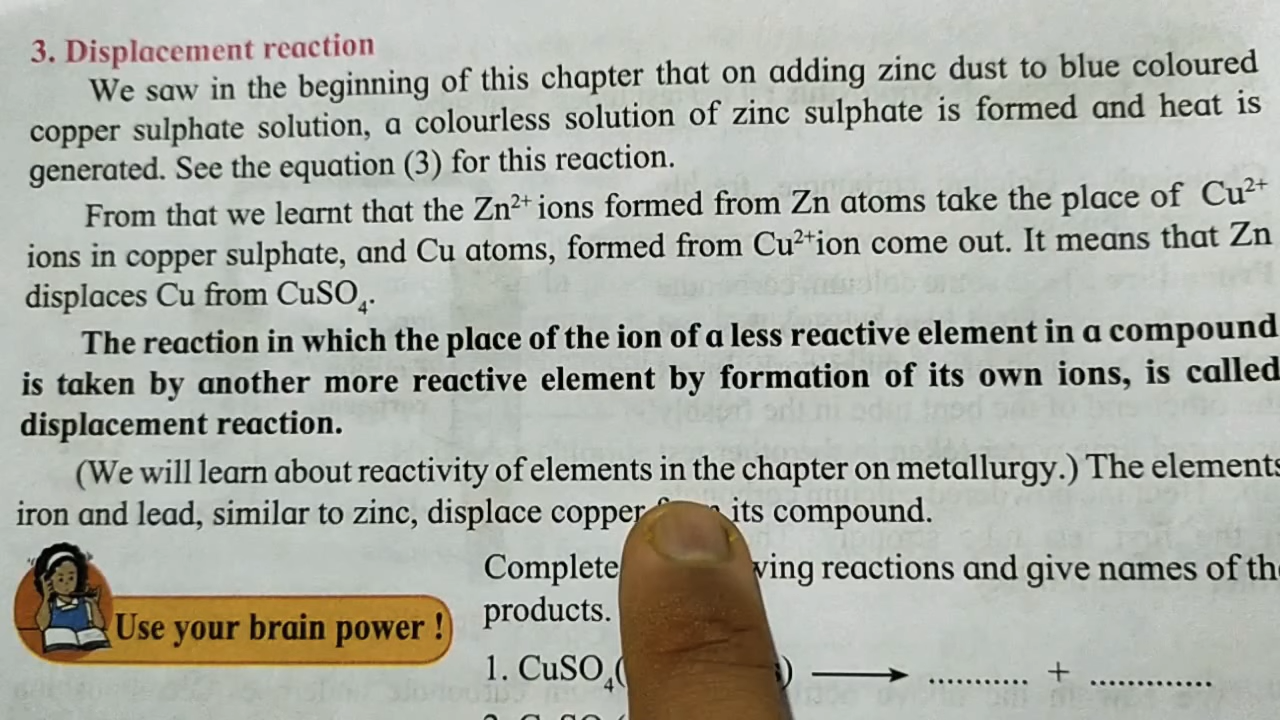 3. Displacement reaction
We saw in the beginning of this chapter that on adding zinc dust to blue coloured
copper sulphate solution, a colourless solution of zinc sulphate is formed and heat is
generated. See the equation (3) for this reaction.
From that we learnt that the Zn²⁺ ions formed from Zn atoms take the place of Cu²⁺
ions in copper sulphate, and Cu atoms, formed from Cu²⁺ion come out. It means that Zn
displaces Cu from CuSO₄.
The reaction in which the place of the ion of a less reactive element in a compound
is taken by another more reactive element by formation of its own ions, is called
displacement reaction.
(We will learn about reactivity of elements in the chapter on metallurgy.) The elements
iron and lead, similar to zinc, displace copper its compound.
Complete reactions and give names of
products.
Use your brain power !
1. CuSO₄( ) ⟶ ........... + .............